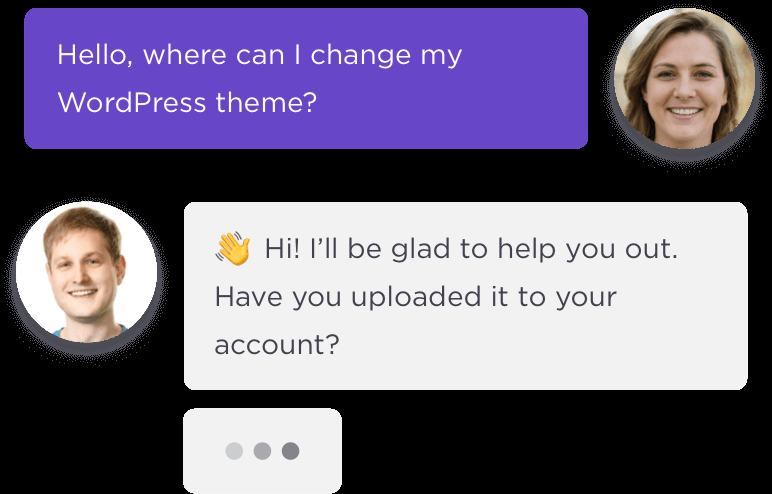 Hello, where can I change my
WordPress theme?
👋 Hi! I’ll be glad to help you out.
Have you uploaded it to your
account?